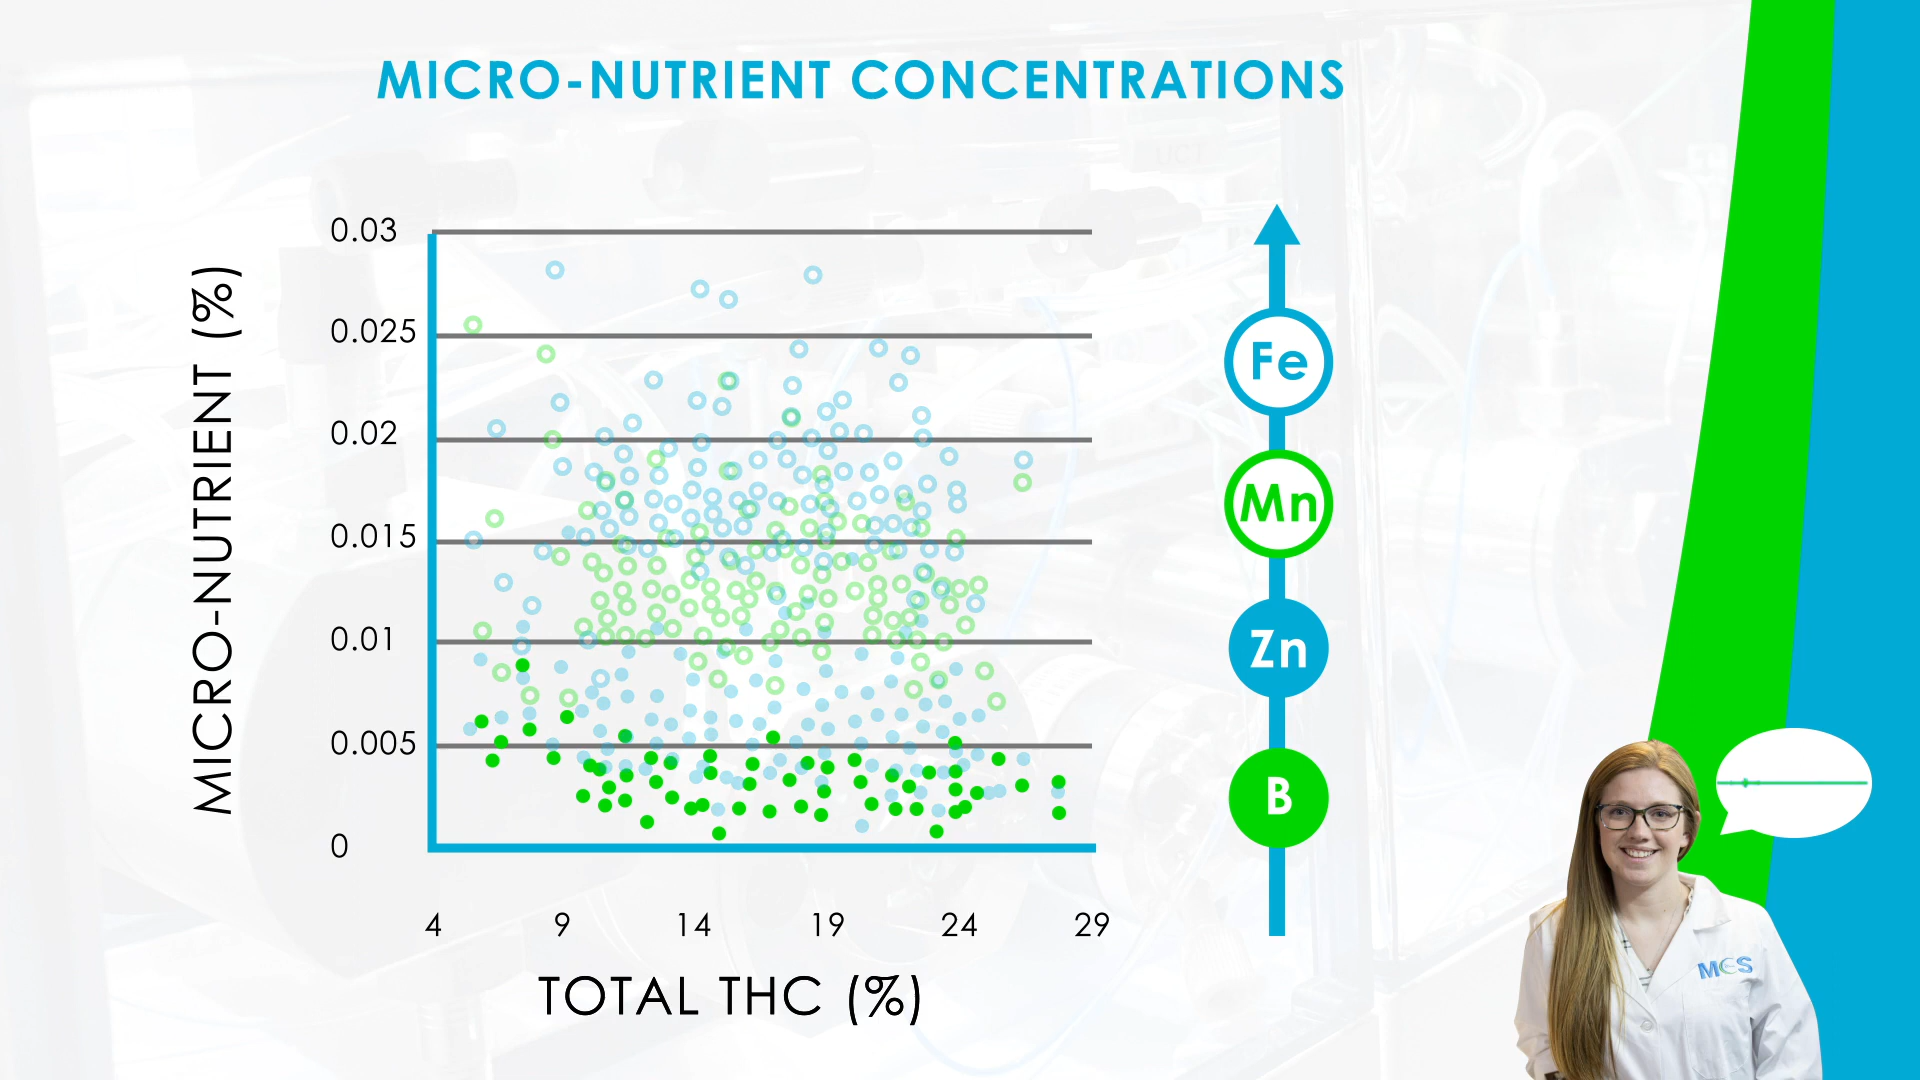 MICRO-NUTRIENT CONCENTRATIONS
UCT
MICRO-NUTRIENT (%)
0.03
0.025
0.02
0.015
0.01
0.005
0
4 9 14 19 24 29
TOTAL THC (%)
Fe
Mn
Zn
B
MCS